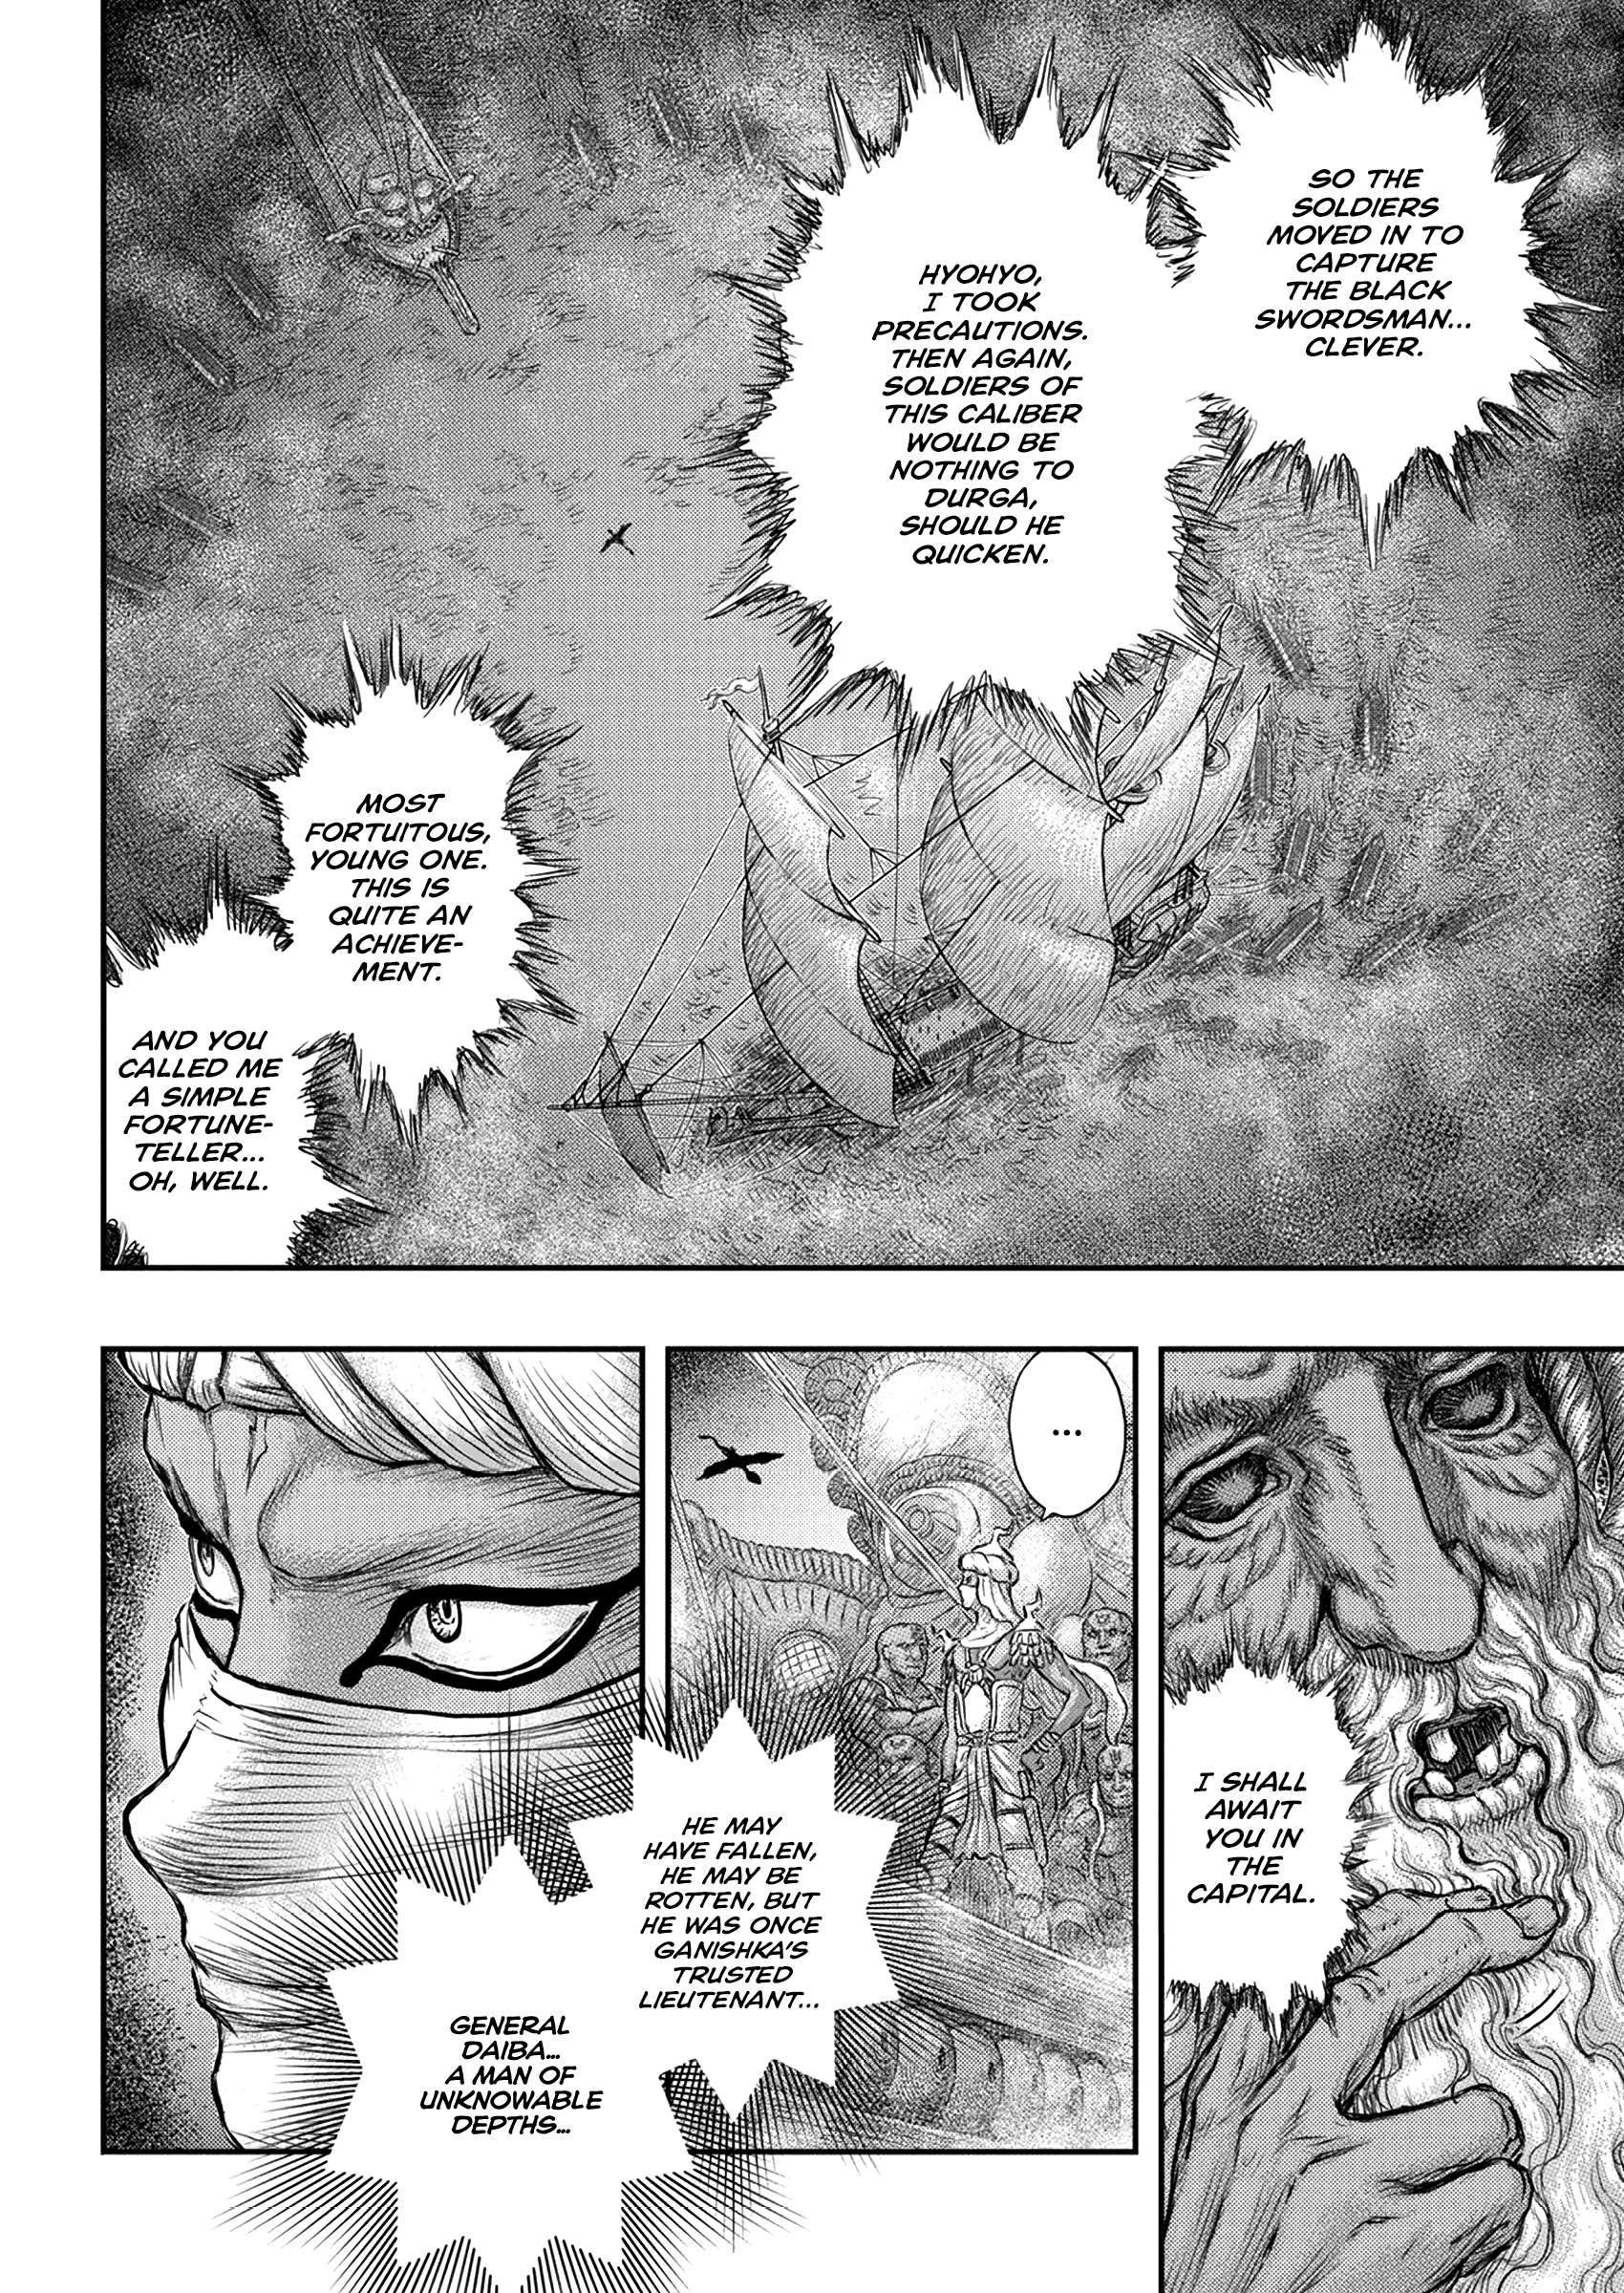 SO THE
SOLDIERS
MOVED IN TO
CAPTURE
THE BLACK
SWORDSMAN...
CLEVER.
HYOHYO,
I TOOK
PRECAUTIONS.
THEN AGAIN,
SOLDIERS OF
THIS CALIBER
WOULD BE
NOTHING TO
DURGA,
SHOULD HE
QUICKEN.
MOST
FORTUITOUS,
YOUNG ONE.
THIS IS
QUITE AN
ACHIEVE-
MENT.
AND YOU
CALLED ME
A SIMPLE
FORTUNE-
TELLER...
OH, WELL.
I SHALL
AWAIT
YOU IN
THE
CAPITAL.
...
HE MAY
HAVE FALLEN,
HE MAY BE
ROTTEN, BUT
HE WAS ONCE
GANISHKA'S
TRUSTED
LIEUTENANT...
GENERAL
DAIBA...
A MAN OF
UNKNOWABLE
DEPTHS...